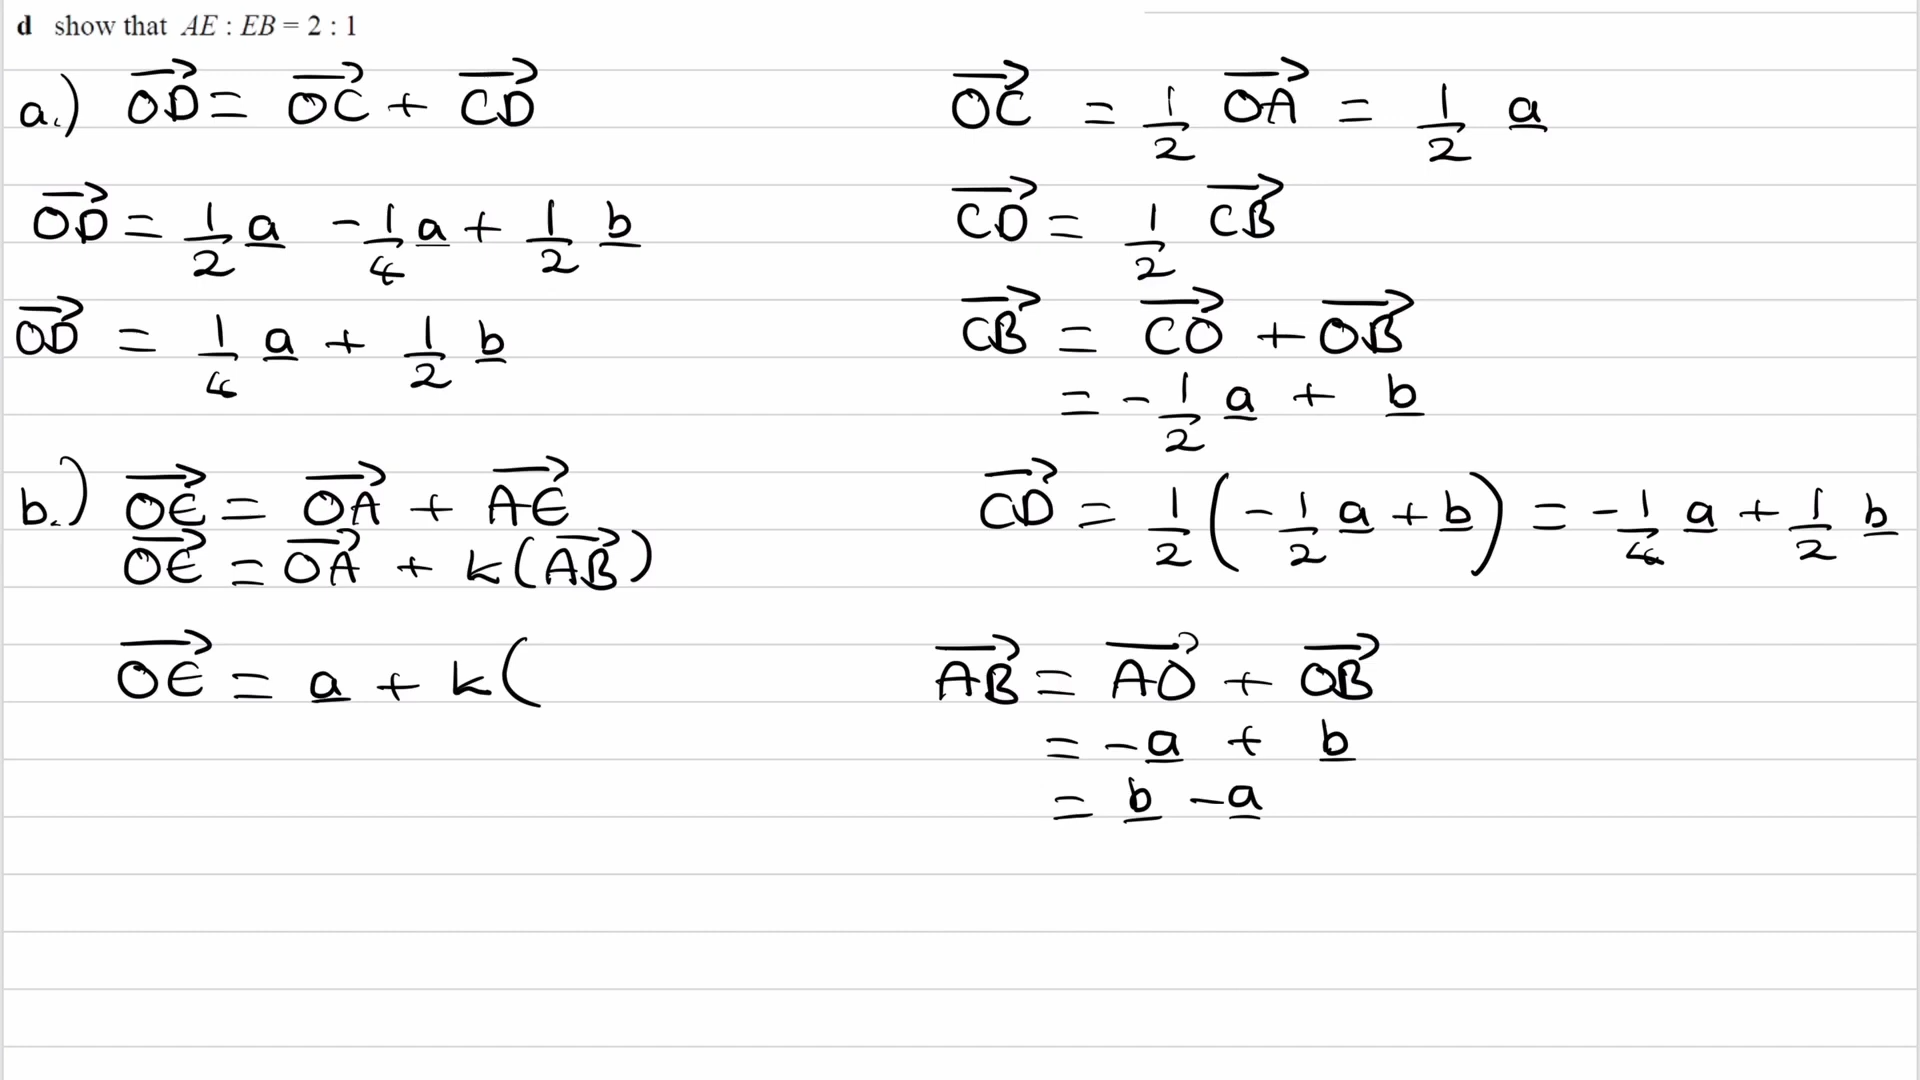 d show that AE : EB = 2 : 1
a.) OD⃗ = OC⃗ + CD⃗
OD⃗ = 1/2 a - 1/4 a + 1/2 b
OD⃗ = 1/4 a + 1/2 b
b.) OE⃗ = OA⃗ + AE⃗
OE⃗ = OA⃗ + k(AB⃗)
OE⃗ = a + k(
OC⃗ = 1/2 OA⃗ = 1/2 a
CD⃗ = 1/2 CB⃗
CB⃗ = CO⃗ + OB⃗
= - 1/2 a + b
CD⃗ = 1/2 (- 1/2 a + b) = - 1/4 a + 1/2 b
AB⃗ = AO⃗ + OB⃗
= - a + b
= b - a